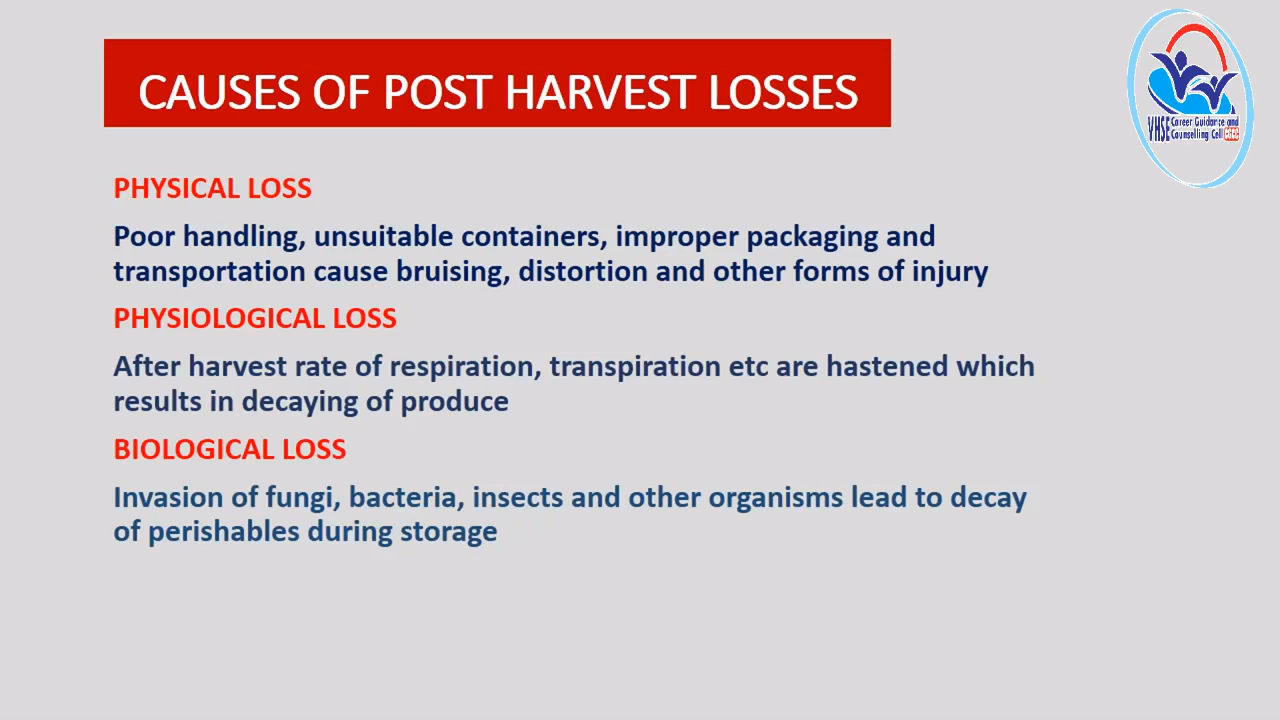 CAUSES OF POST HARVEST LOSSES
VHSE Career Guidance and
Counselling Cell CGCC
PHYSICAL LOSS
Poor handling, unsuitable containers, improper packaging and
transportation cause bruising, distortion and other forms of injury
PHYSIOLOGICAL LOSS
After harvest rate of respiration, transpiration etc are hastened which
results in decaying of produce
BIOLOGICAL LOSS
Invasion of fungi, bacteria, insects and other organisms lead to decay
of perishables during storage